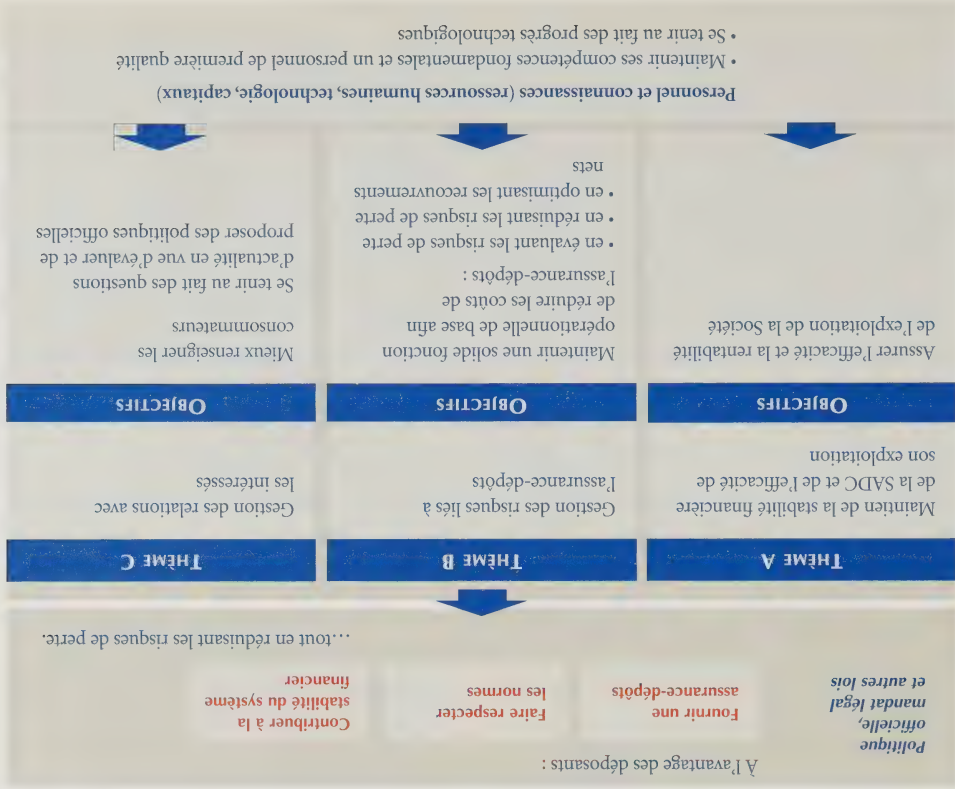 À l'avantage des déposants :
Politique
officielle,
mandat légal
et autres lois
Fournir une
assurance-dépôts
Faire respecter
les normes
Contribuer à la
stabilité du système
financier
…tout en réduisant les risques de perte.
THÈME A
Maintien de la stabilité financière
de la SADC et de l'efficacité de
son exploitation
OBJECTIFS
Assurer l'efficacité et la rentabilité
de l'exploitation de la Société
THÈME B
Gestion des risques liés à
l'assurance-dépôts
OBJECTIFS
Maintenir une solide fonction
opérationnelle de base afin
de réduire les coûts de
l'assurance-dépôts :
• en évaluant les risques de perte
• en réduisant les risques de perte
• en optimisant les recouvrements
nets
THÈME C
Gestion des relations avec
les intéressés
OBJECTIFS
Mieux renseigner les
consommateurs
Se tenir au fait des questions
d'actualité en vue d'évaluer et de
proposer des politiques officielles
Personnel et connaissances (ressources humaines, technologie, capitaux)
• Maintenir ses compétences fondamentales et un personnel de première qualité
• Se tenir au fait des progrès technologiques